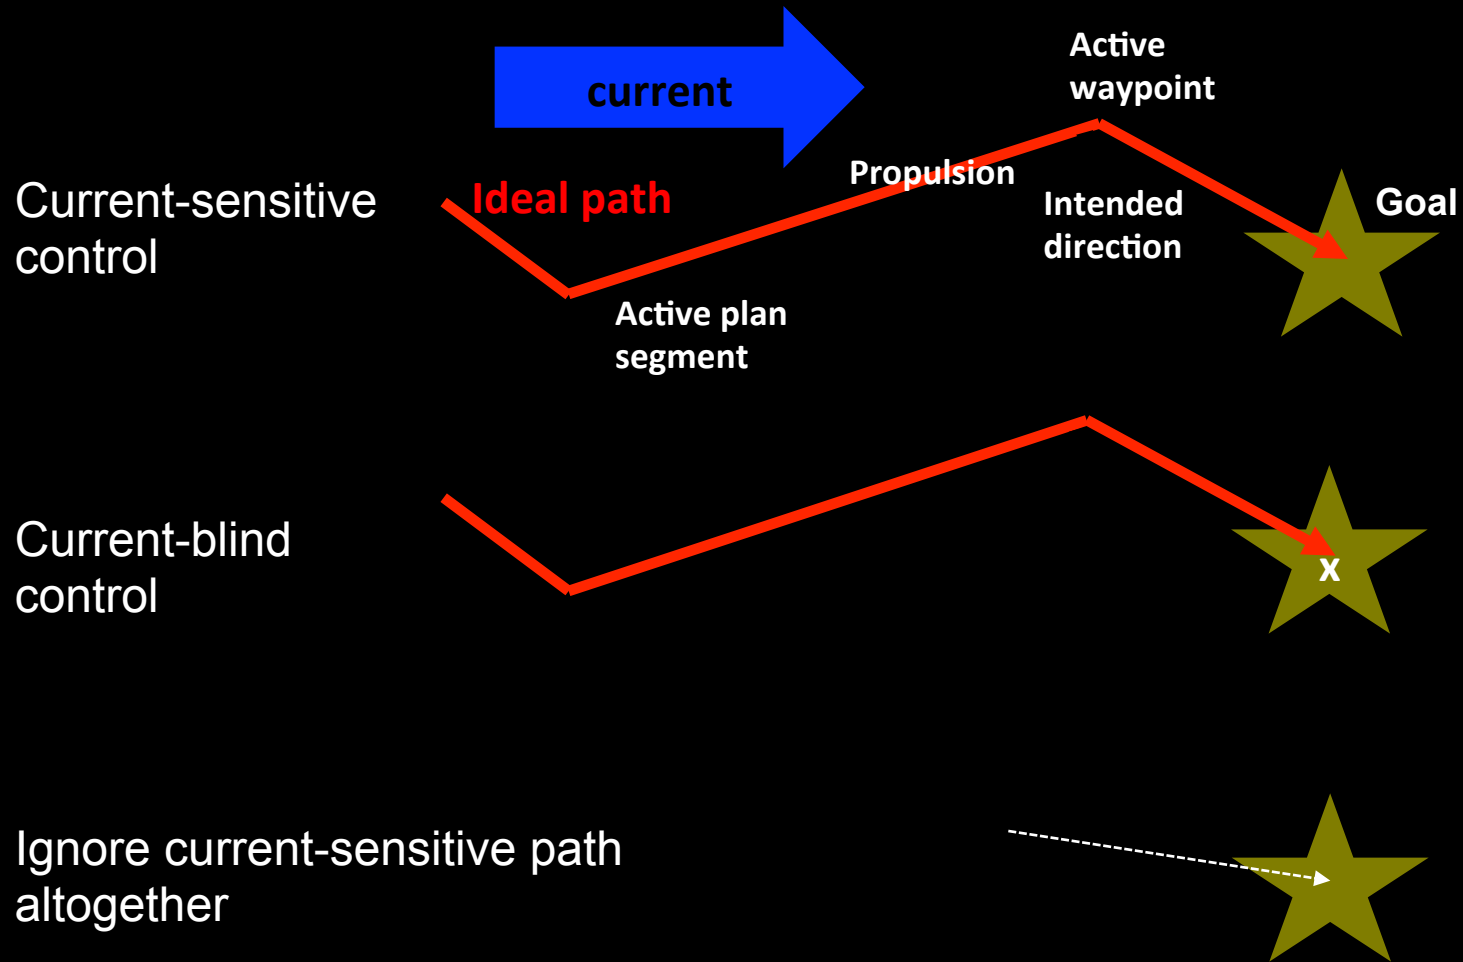 current
Active
waypoint
Current-sensitive
control
Ideal path
Propulsion
Intended
direction
Goal
Active plan
segment
Current-blind
control
x
Ignore current-sensitive path
altogether